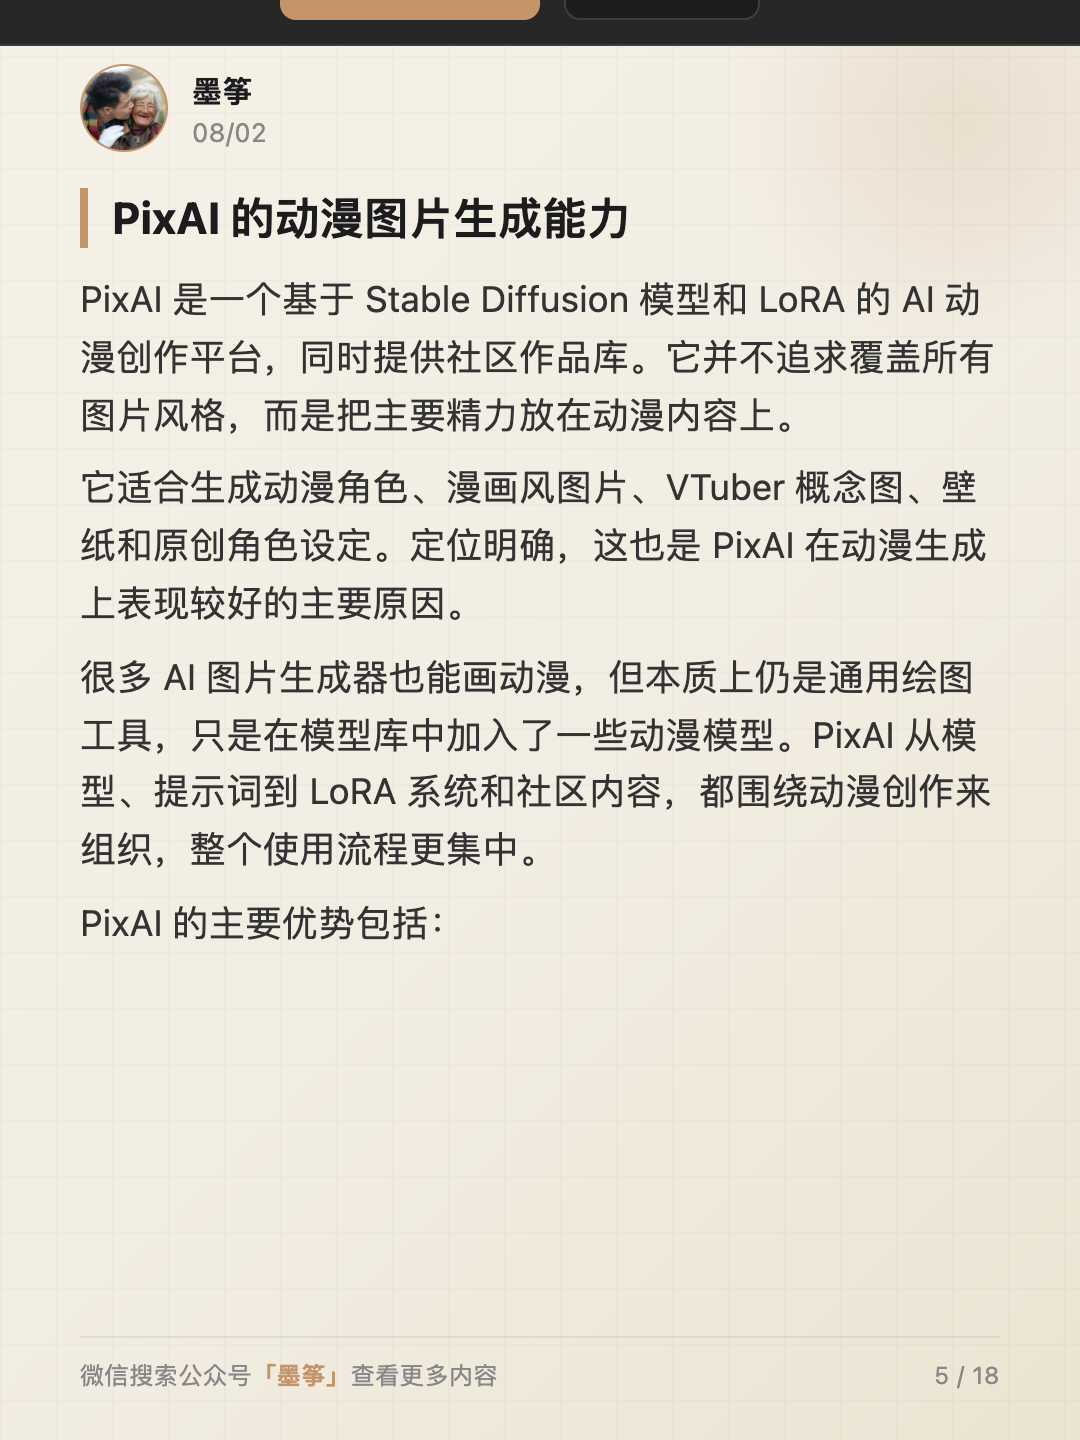 墨筝
08/02
PixAI 的动漫图片生成能力
PixAI 是一个基于 Stable Diffusion 模型和 LoRA 的 AI 动
漫创作平台，同时提供社区作品库。它并不追求覆盖所有
图片风格，而是把主要精力放在动漫内容上。
它适合生成动漫角色、漫画风图片、VTuber 概念图、壁
纸和原创角色设定。定位明确，这也是 PixAI 在动漫生成
上表现较好的主要原因。
很多 AI 图片生成器也能画动漫，但本质上仍是通用绘图
工具，只是在模型库中加入了一些动漫模型。PixAI 从模
型、提示词到 LoRA 系统和社区内容，都围绕动漫创作来
组织，整个使用流程更集中。
PixAI 的主要优势包括：
微信搜索公众号「墨筝」查看更多内容
5 / 18